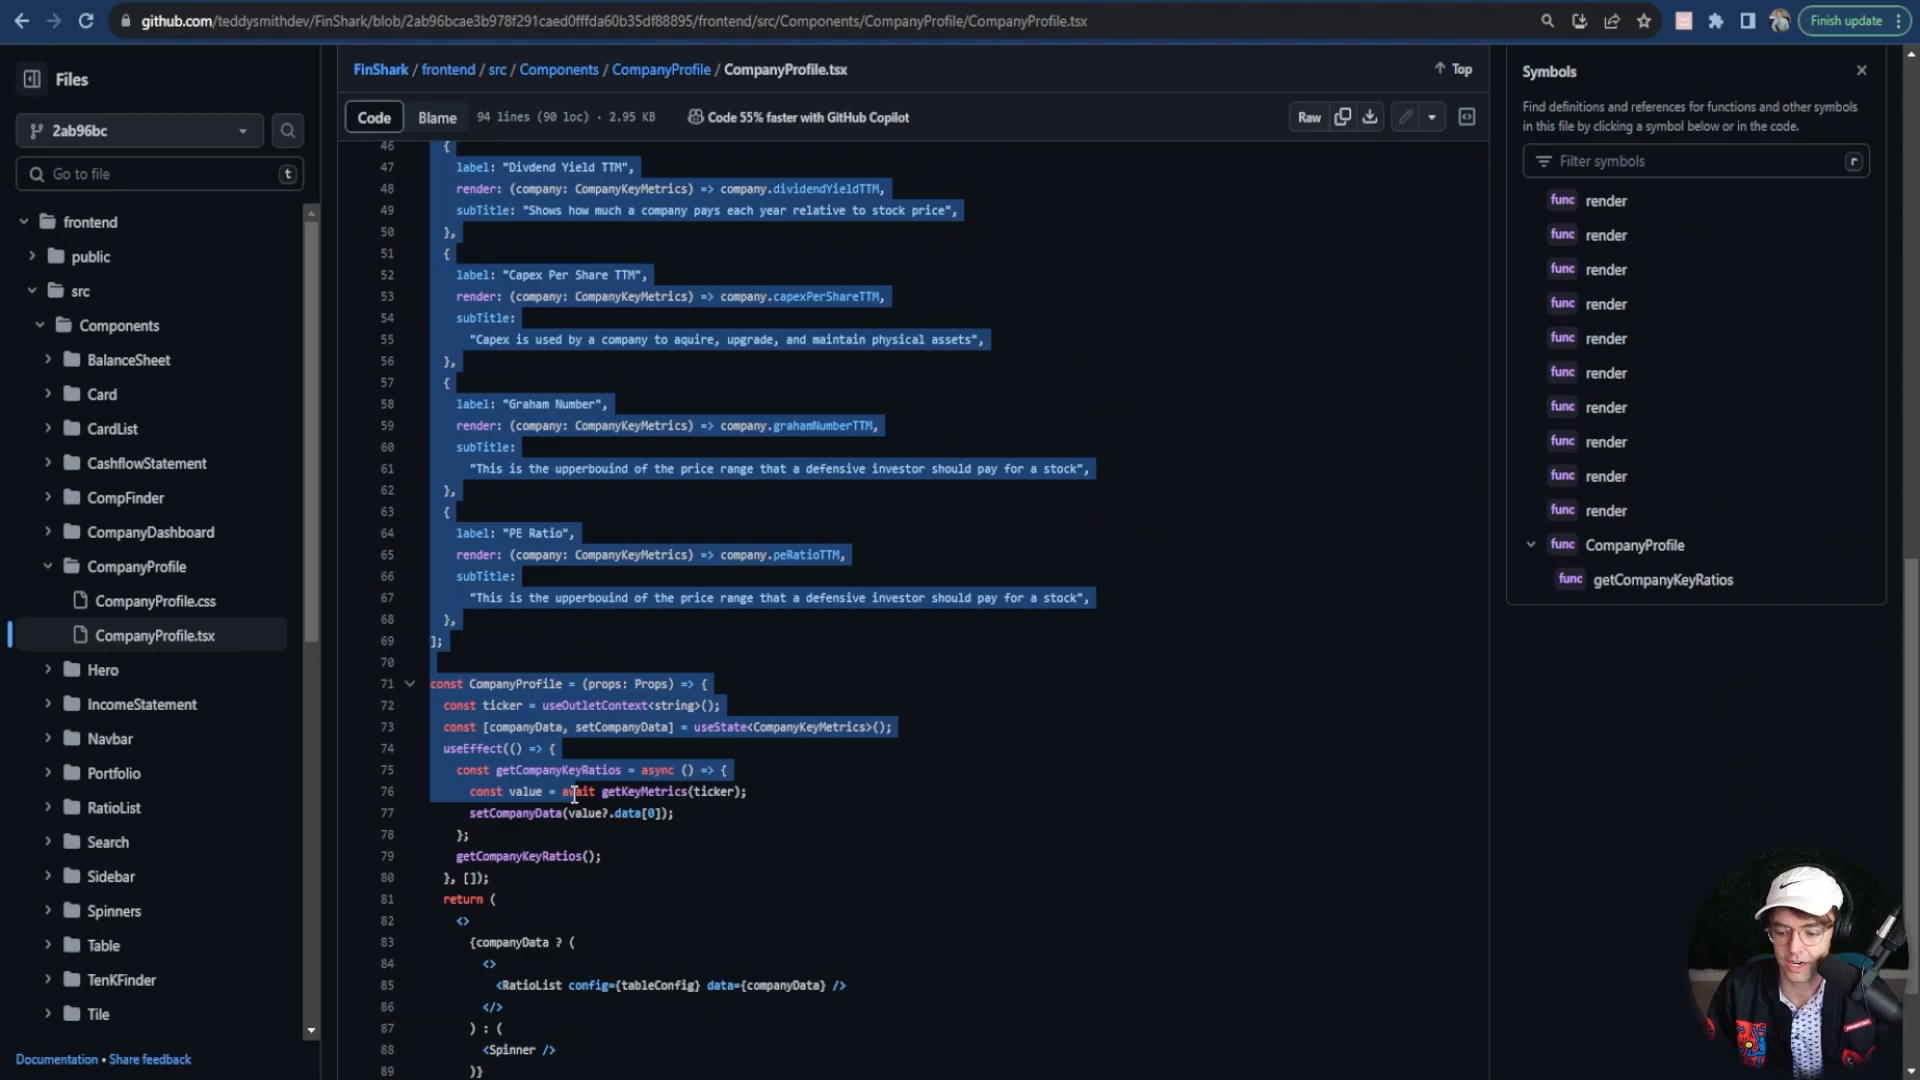 github.com/teddysmithdev/FinShark/blob/2ab96bcae3b978f291caed0fffda60b35df88895/frontend/src/Components/CompanyProfile/CompanyProfile.tsx
Finish update
Files
2ab96bc
Go to file
t
frontend
public
src
Components
BalanceSheet
Card
CardList
CashflowStatement
CompFinder
CompanyDashboard
CompanyProfile
CompanyProfile.css
CompanyProfile.tsx
Hero
IncomeStatement
Navbar
Portfolio
RatioList
Search
Sidebar
Spinners
Table
TenKFinder
Tile
Documentation • Share feedback
FinShark / frontend / src / Components / CompanyProfile / CompanyProfile.tsx
Top
Code
Blame
94 lines (90 loc) · 2.95 KB
Code 55% faster with GitHub Copilot
Raw
46 {
47 label: "Divdend Yield TTM",
48 render: (company: CompanyKeyMetrics) => company.dividendYieldTTM,
49 subTitle: "Shows how much a company pays each year relative to stock price",
50 },
51 {
52 label: "Capex Per Share TTM",
53 render: (company: CompanyKeyMetrics) => company.capexPerShareTTM,
54 subTitle:
55 "Capex is used by a company to aquire, upgrade, and maintain physical assets",
56 },
57 {
58 label: "Graham Number",
59 render: (company: CompanyKeyMetrics) => company.grahamNumberTTM,
60 subTitle:
61 "This is the upperbouind of the price range that a defensive investor should pay for a stock",
62 },
63 {
64 label: "PE Ratio",
65 render: (company: CompanyKeyMetrics) => company.peRatioTTM,
66 subTitle:
67 "This is the upperbouind of the price range that a defensive investor should pay for a stock",
68 },
69 ];
70
71 const CompanyProfile = (props: Props) => {
72 const ticker = useOutletContext<string>();
73 const [companyData, setCompanyData] = useState<CompanyKeyMetrics>();
74 useEffect(() => {
75 const getCompanyKeyRatios = async () => {
76 const value = await getKeyMetrics(ticker);
77 setCompanyData(value?.data[0]);
78 };
79 getCompanyKeyRatios();
80 }, []);
81 return (
82 <>
83 {companyData ? (
84 <>
85 <RatioList config={tableConfig} data={companyData} />
86 </>
87 ) : (
88 <Spinner />
89 )}
Symbols
Find definitions and references for functions and other symbols
in this file by clicking a symbol below or in the code.
Filter symbols
r
func render
func render
func render
func render
func render
func render
func render
func render
func render
func render
func CompanyProfile
func getCompanyKeyRatios